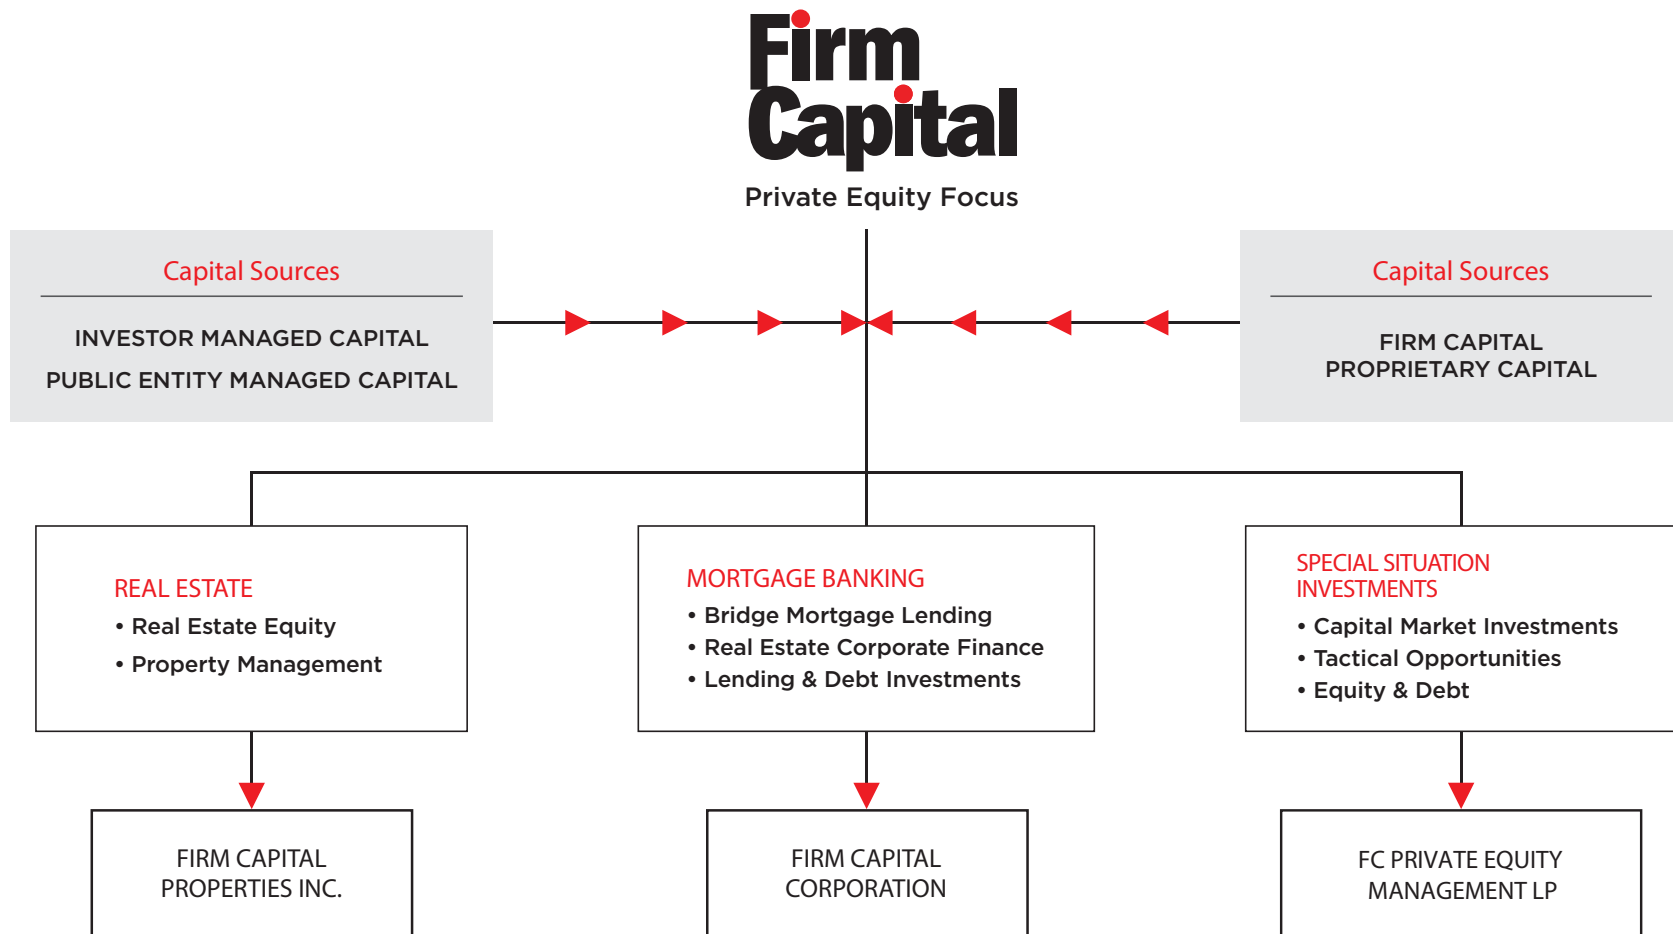 Firm
Capital
Private Equity Focus
Capital Sources
INVESTOR MANAGED CAPITAL
PUBLIC ENTITY MANAGED CAPITAL
Capital Sources
FIRM CAPITAL
PROPRIETARY CAPITAL
REAL ESTATE
• Real Estate Equity
• Property Management
MORTGAGE BANKING
• Bridge Mortgage Lending
• Real Estate Corporate Finance
• Lending & Debt Investments
SPECIAL SITUATION
INVESTMENTS
• Capital Market Investments
• Tactical Opportunities
• Equity & Debt
FIRM CAPITAL
PROPERTIES INC.
FIRM CAPITAL
CORPORATION
FC PRIVATE EQUITY
MANAGEMENT LP